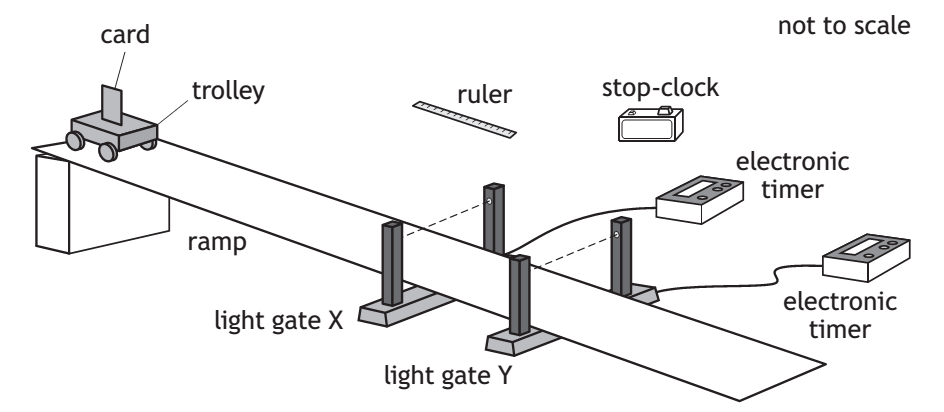 not to scale
card
trolley
ruler
stop-clock
electronic
timer
ramp
light gate X
electronic
timer
light gate Y